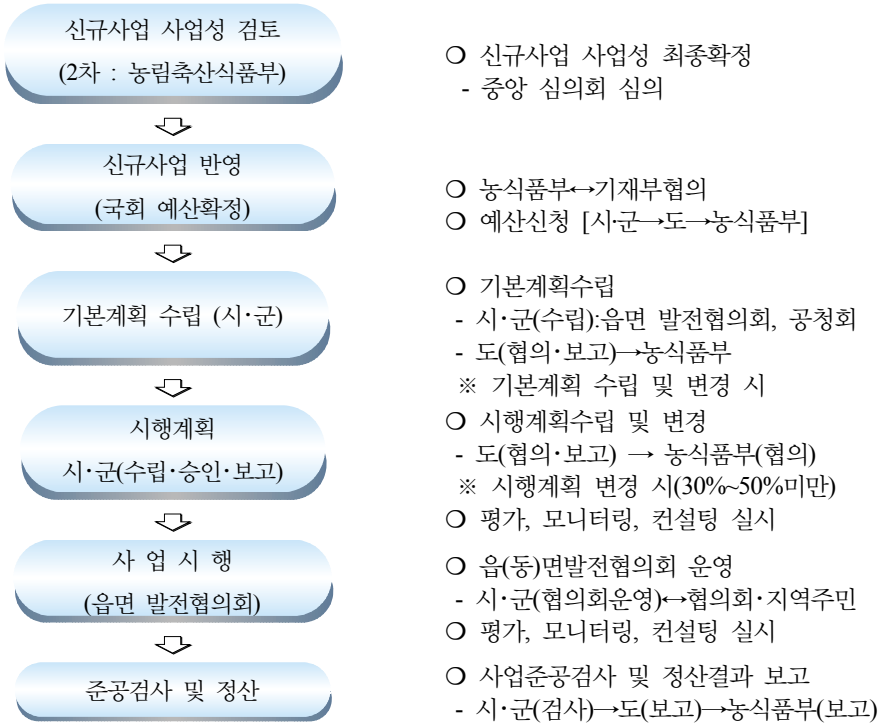 신규사업 사업성 검토
(2차 : 농림축산식품부)
❍ 신규사업 사업성 최종확정
- 중앙 심의회 심의
신규사업 반영
(국회 예산확정)
❍ 농식품부↔기재부협의
❍ 예산신청 [시·군→도→농식품부]
기본계획 수립 (시·군)
❍ 기본계획수립
- 시·군(수립):읍면 발전협의회, 공청회
- 도(협의·보고)→농식품부
※ 기본계획 수립 및 변경 시
시행계획
시·군(수립·승인·보고)
❍ 시행계획수립 및 변경
- 도(협의·보고) → 농식품부(협의)
※ 시행계획 변경 시(30%~50%미만)
❍ 평가, 모니터링, 컨설팅 실시
사 업 시 행
(읍면 발전협의회)
❍ 읍(동)면발전협의회 운영
- 시·군(협의회운영)↔협의회·지역주민
❍ 평가, 모니터링, 컨설팅 실시
준공검사 및 정산
❍ 사업준공검사 및 정산결과 보고
- 시·군(검사)→도(보고)→농식품부(보고)